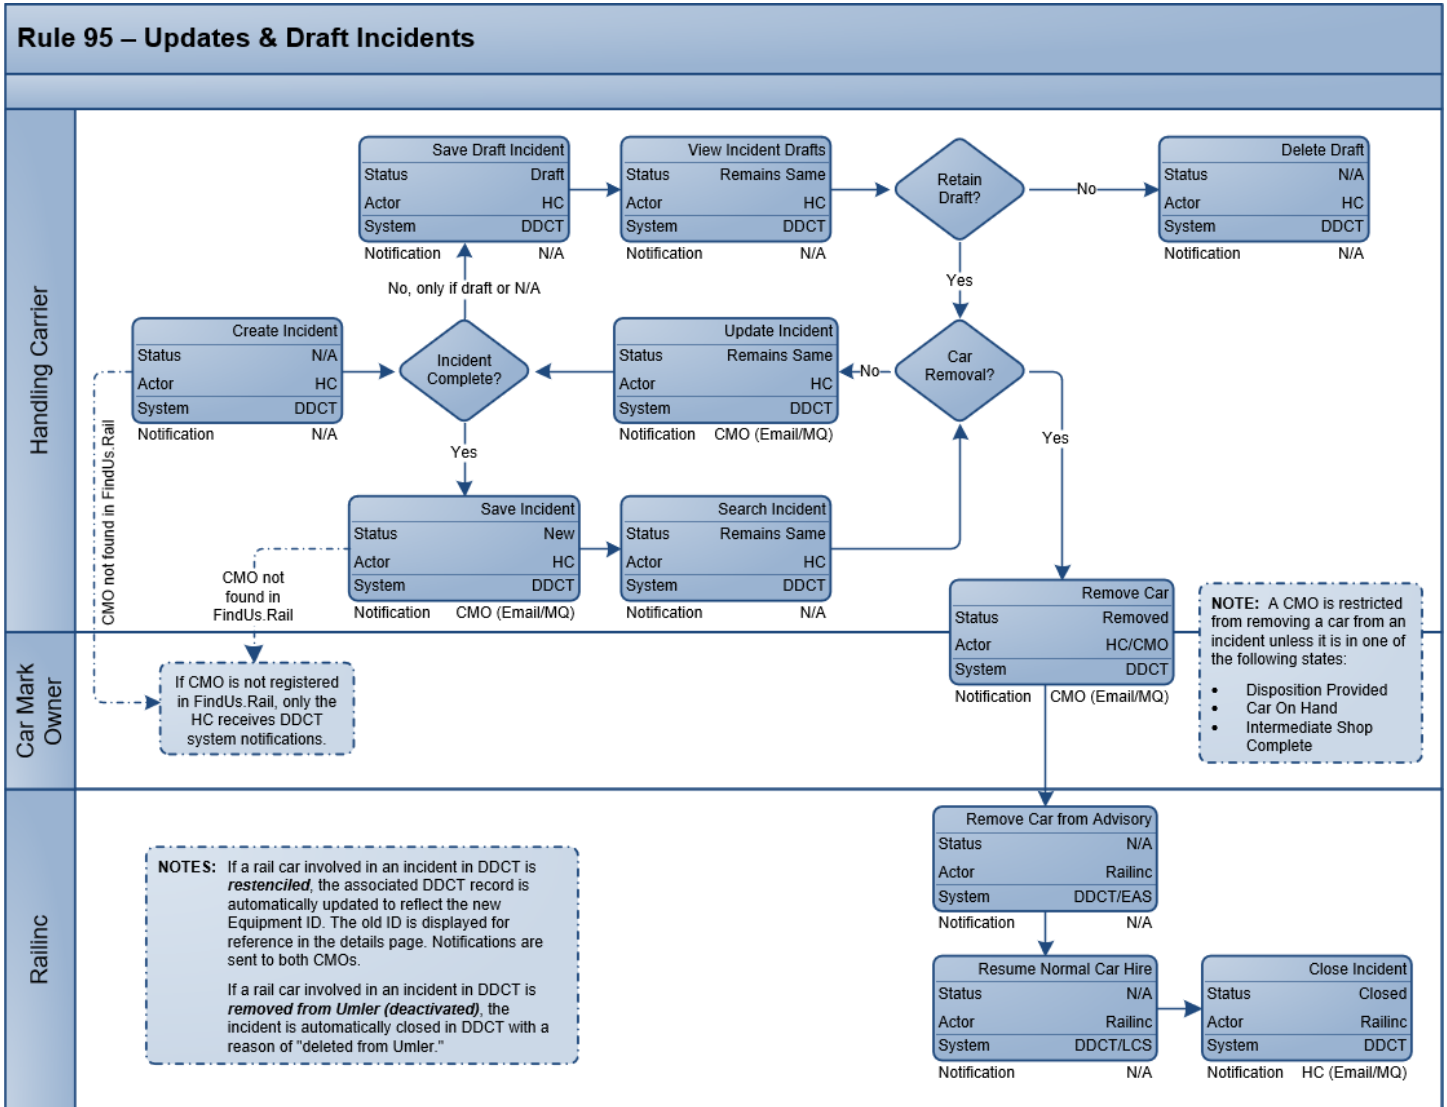 Rule 95 – Updates & Draft Incidents
Handling Carrier
Save Draft Incident
Status Draft
Actor HC
System DDCT
Notification N/A
View Incident Drafts
Status Remains Same
Actor HC
System DDCT
Notification N/A
Retain
Draft?
No
Delete Draft
Status N/A
Actor HC
System DDCT
Notification N/A
No, only if draft or N/A
Yes
Create Incident
Status N/A
Actor HC
System DDCT
Notification N/A
Incident
Complete?
Update Incident
Status Remains Same
Actor HC
System DDCT
Notification CMO (Email/MQ)
No
Car
Removal?
Yes
Yes
CMO not found in FindUs.Rail
Save Incident
Status New
Actor HC
System DDCT
Notification CMO (Email/MQ)
Search Incident
Status Remains Same
Actor HC
System DDCT
Notification N/A
CMO not
found in
FindUs.Rail
Remove Car
Status Removed
Actor HC/CMO
System DDCT
Notification CMO (Email/MQ)
NOTE: A CMO is restricted
from removing a car from an
incident unless it is in one of
the following states:
• Disposition Provided
• Car On Hand
• Intermediate Shop
Complete
Car Mark
Owner
If CMO is not registered
in FindUs.Rail, only the
HC receives DDCT
system notifications.
Railinc
NOTES: If a rail car involved in an incident in DDCT is
restenciled, the associated DDCT record is
automatically updated to reflect the new
Equipment ID. The old ID is displayed for
reference in the details page. Notifications are
sent to both CMOs.
If a rail car involved in an incident in DDCT is
removed from Umler (deactivated), the
incident is automatically closed in DDCT with a
reason of "deleted from Umler."
Remove Car from Advisory
Status N/A
Actor Railinc
System DDCT/EAS
Notification N/A
Resume Normal Car Hire
Status N/A
Actor Railinc
System DDCT/LCS
Notification N/A
Close Incident
Status Closed
Actor Railinc
System DDCT
Notification HC (Email/MQ)